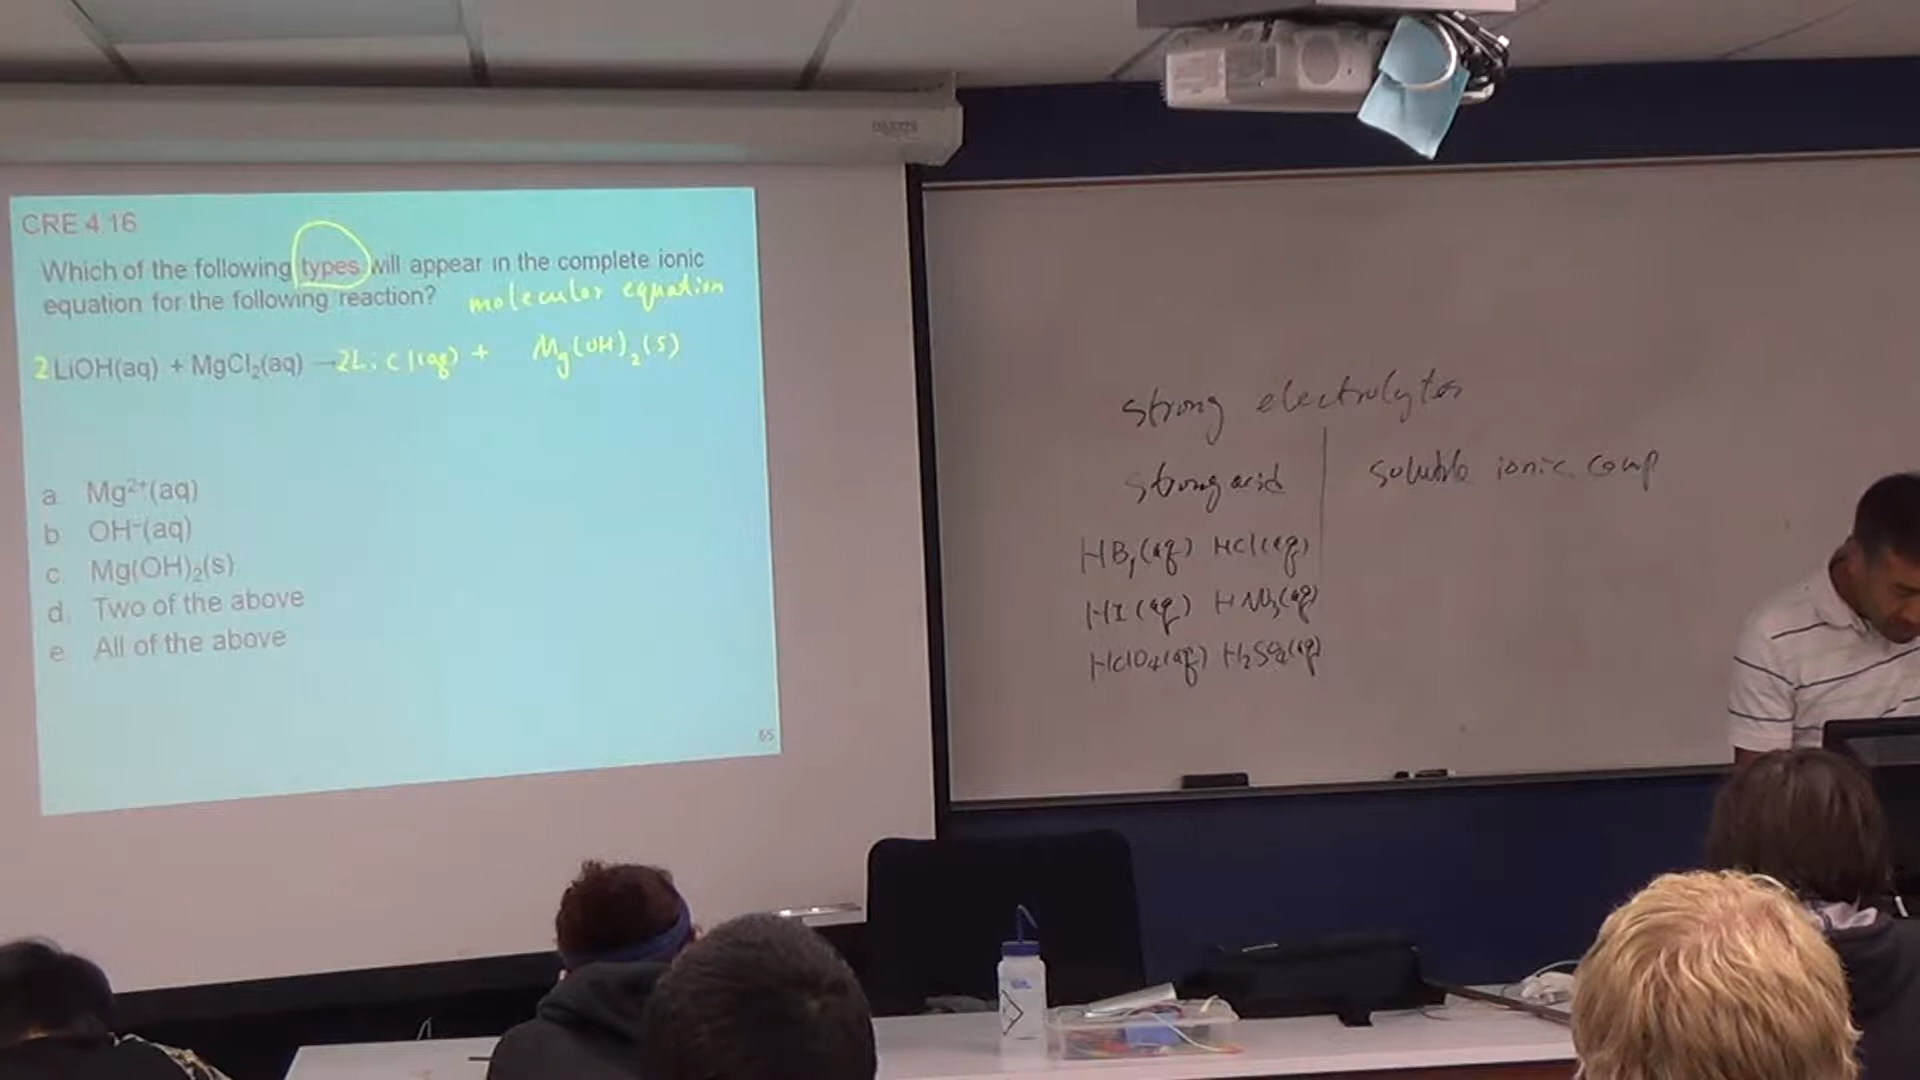 CRE 4.16
Which of the following types will appear in the complete ionic
equation for the following reaction? molecular equation
2LiOH(aq) + MgCl₂(aq) → 2LiCl(aq) + Mg(OH)₂(s)
a. Mg²⁺(aq)
b. OH⁻(aq)
c. Mg(OH)₂(s)
d. Two of the above
e. All of the above
65
strong electrolytes
strong acid soluble ionic comp
HBr(aq) HCl(aq)
HI(aq) HNO₃(aq)
HClO₄(aq) H₂SO₄(aq)